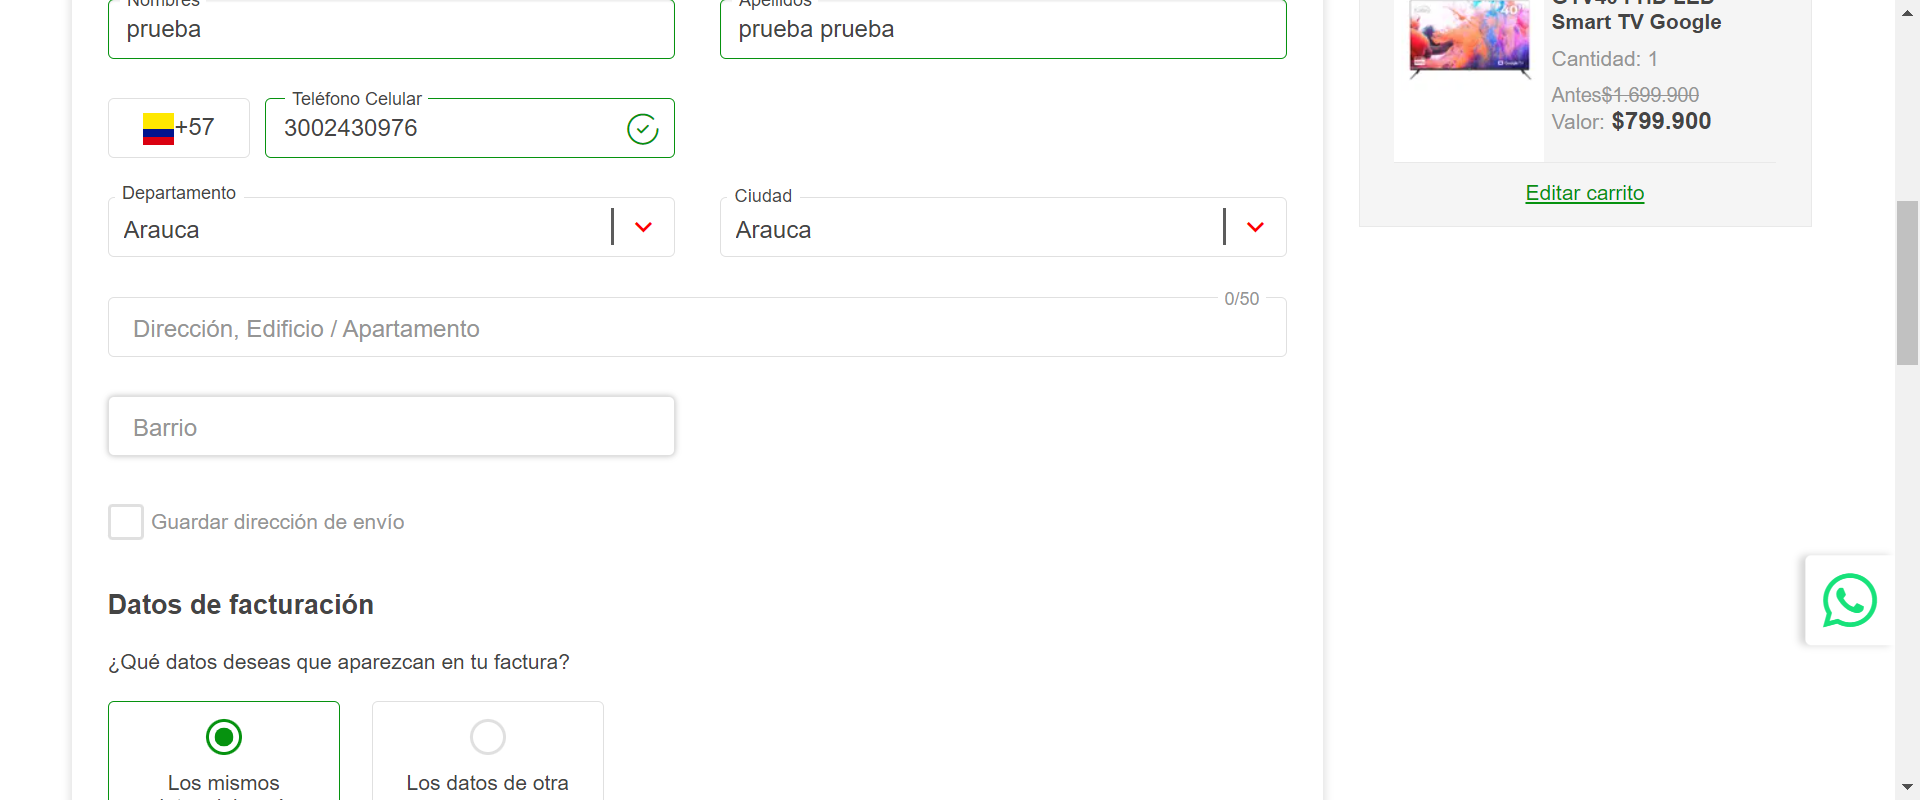 Nombres
prueba
Apellidos
prueba prueba
+57
Teléfono Celular
3002430976
Departamento
Arauca
Ciudad
Arauca
0/50
Dirección, Edificio / Apartamento
Barrio
Guardar dirección de envío
Datos de facturación
¿Qué datos deseas que aparezcan en tu factura?
Los mismos
Los datos de otra
Smart TV Google
Cantidad: 1
Antes$1.699.900
Valor: $799.900
Editar carrito